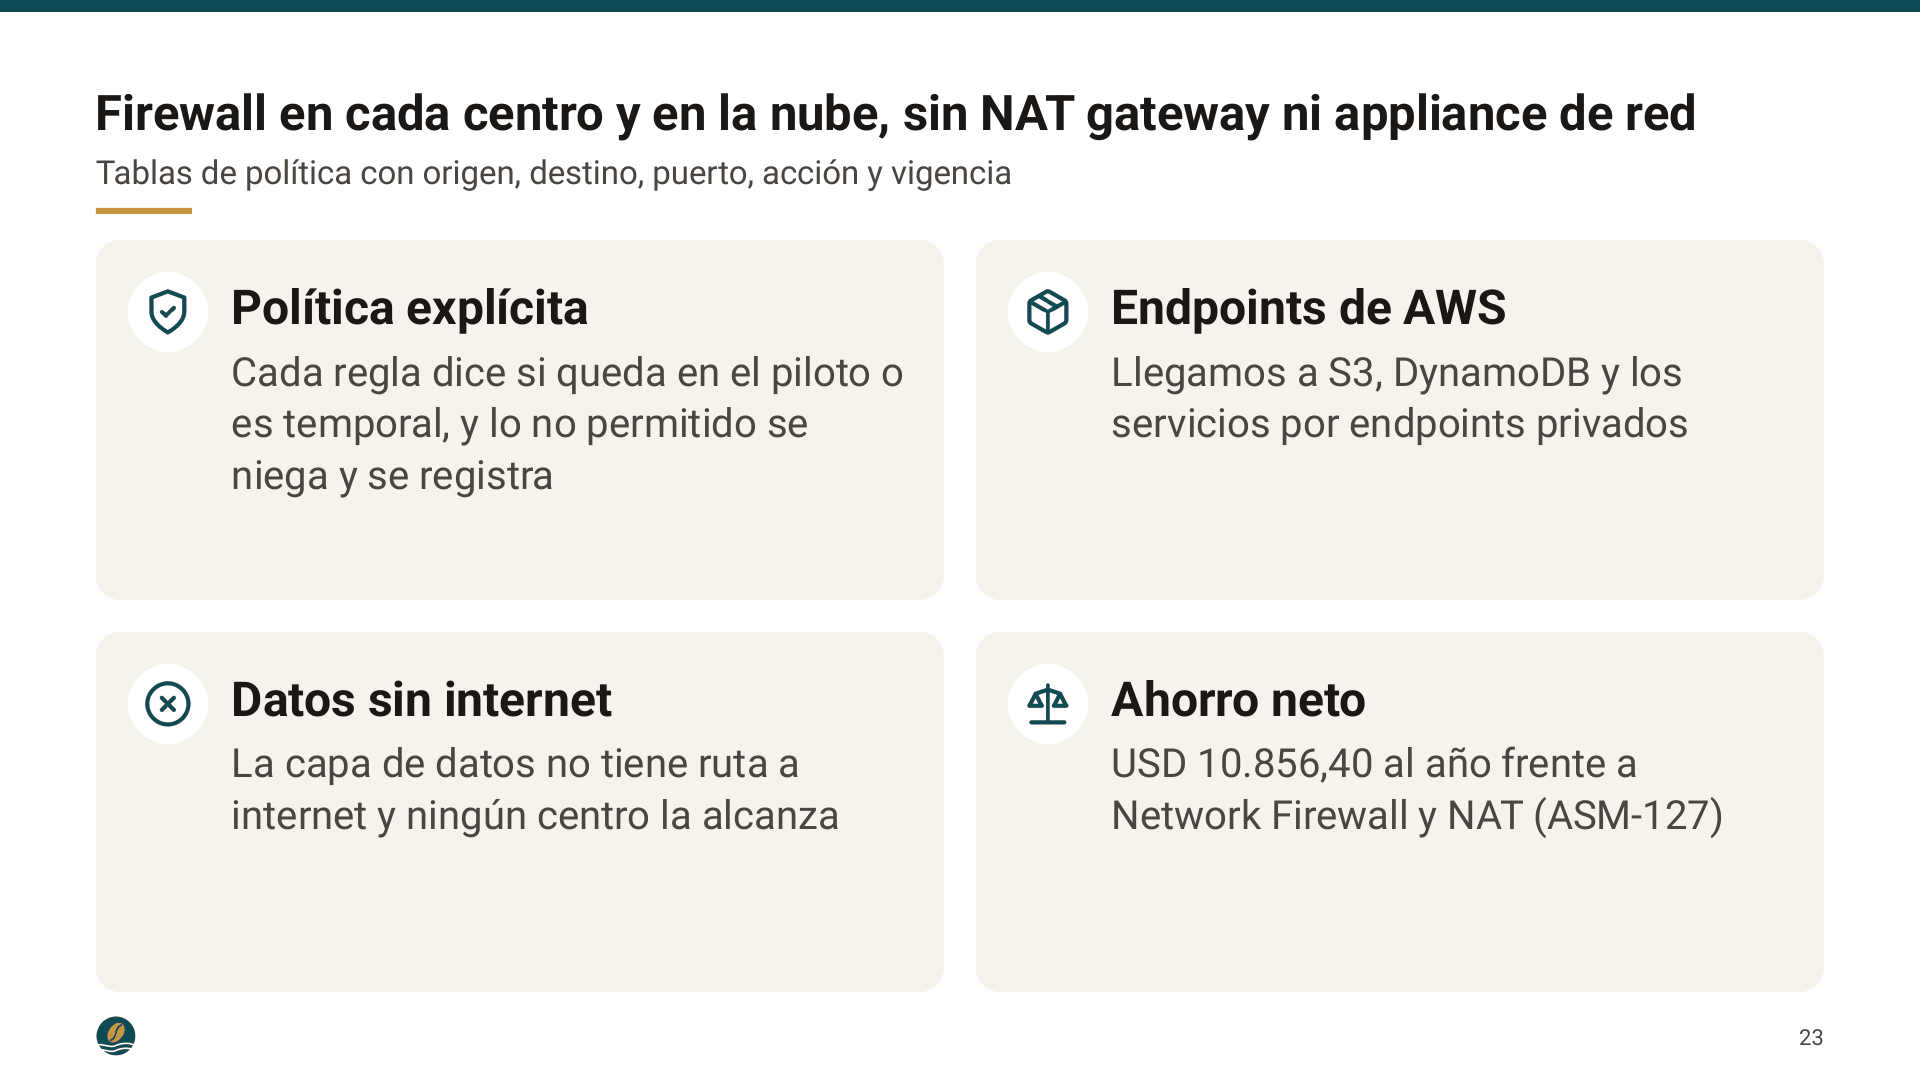 Firewall en cada centro y en la nube, sin NAT gateway ni appliance de red
Tablas de política con origen, destino, puerto, acción y vigencia
Política explícita
Cada regla dice si queda en el piloto o
es temporal, y lo no permitido se
niega y se registra
Endpoints de AWS
Llegamos a S3, DynamoDB y los
servicios por endpoints privados
Datos sin internet
La capa de datos no tiene ruta a
internet y ningún centro la alcanza
Ahorro neto
USD 10.856,40 al año frente a
Network Firewall y NAT (ASM-127)
23